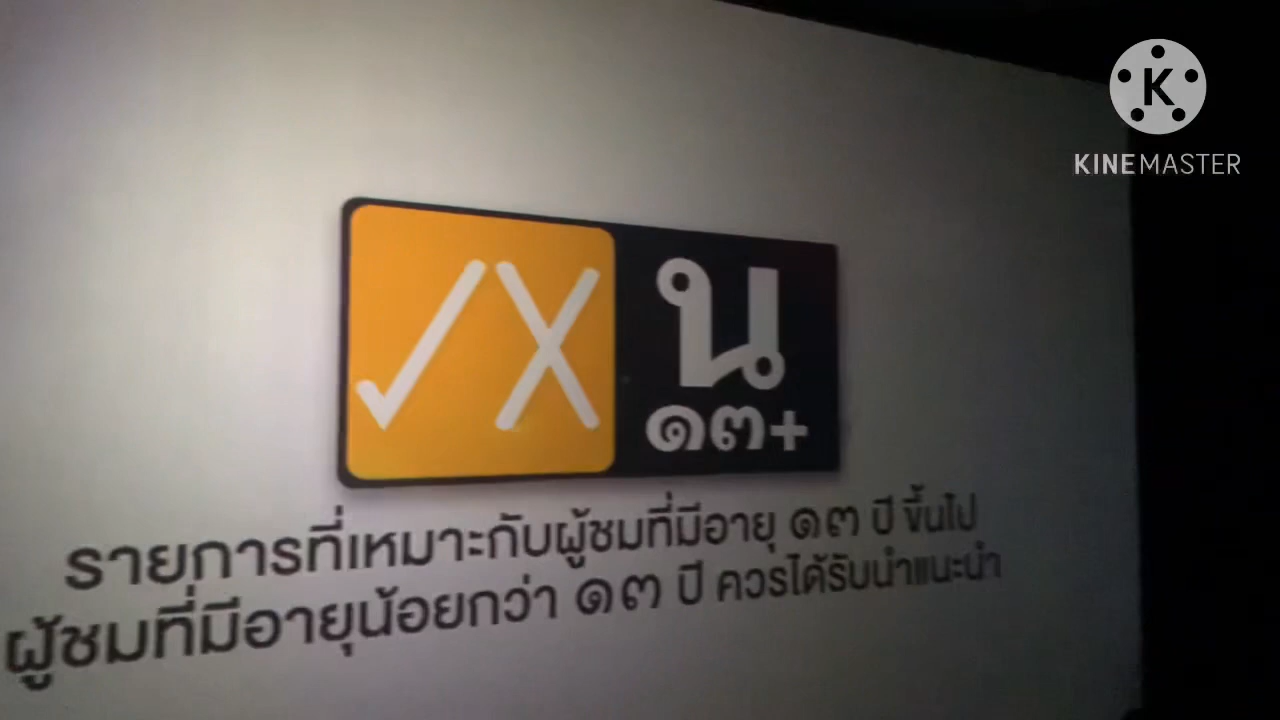 K
KINEMASTER
น
๑๓+
รายการที่เหมาะกับผู้ชมที่มีอายุ ๑๓ ปี ขึ้นไป
ผู้ชมที่มีอายุน้อยกว่า ๑๓ ปี ควรได้รับนำแนะนำ